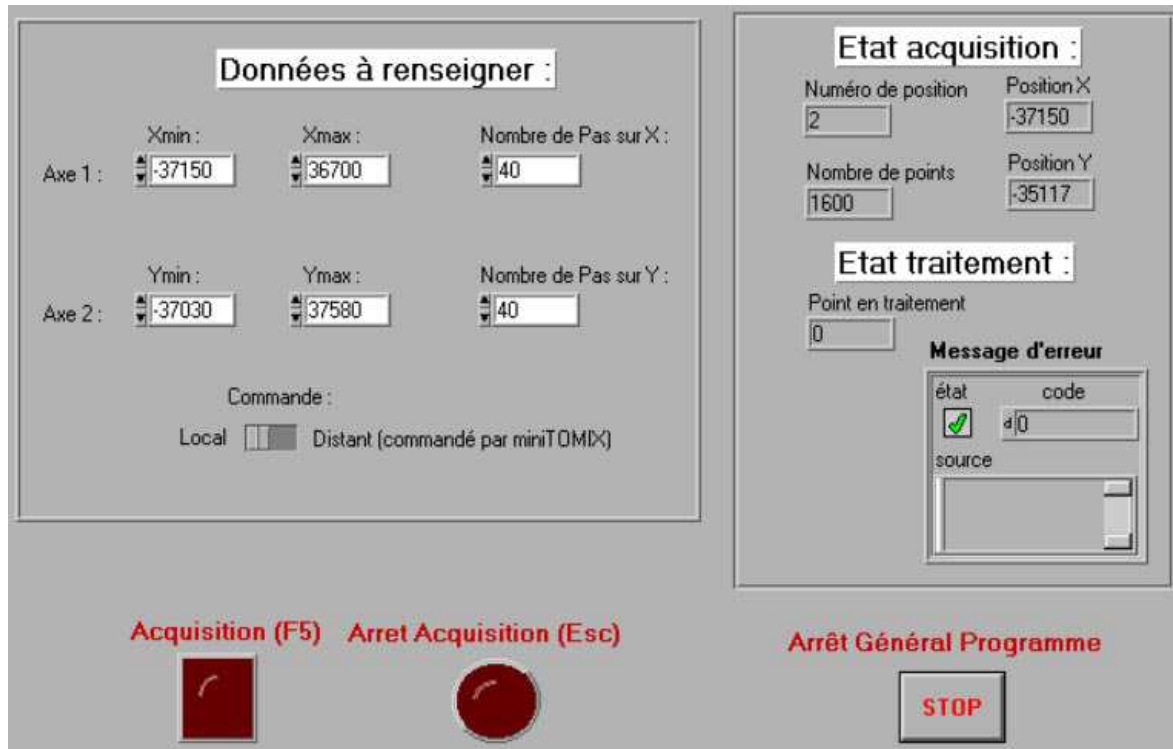 Données à renseigner :
Xmin :
Xmax :
Nombre de Pas sur X :
Axe 1 :
-37150
36700
40
Ymin :
Ymax :
Nombre de Pas sur Y :
Axe 2 :
-37030
37580
40
Commande :
Local
Distant (commandé par miniTOMIX)
Etat acquisition :
Numéro de position
Position X
2
-37150
Nombre de points
Position Y
1600
-35117
Etat traitement :
Point en traitement
0
Message d'erreur
état
code
d 0
source
Acquisition (F5)
Arret Acquisition (Esc)
Arrêt Général Programme
STOP